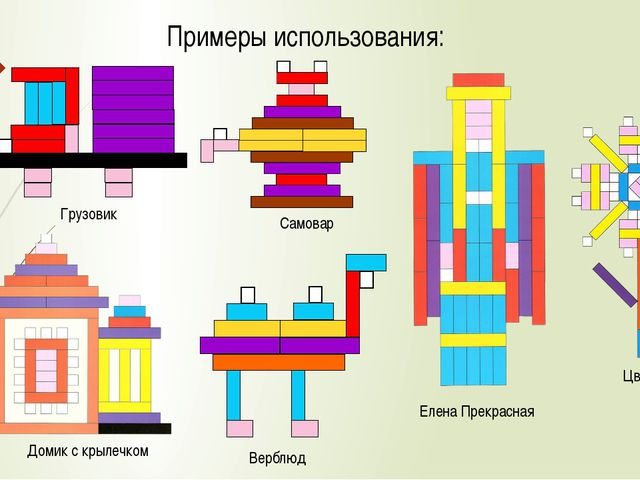 Примеры использования:
Грузовик
Самовар
Елена Прекрасная
Домик с крылечком
Верблюд